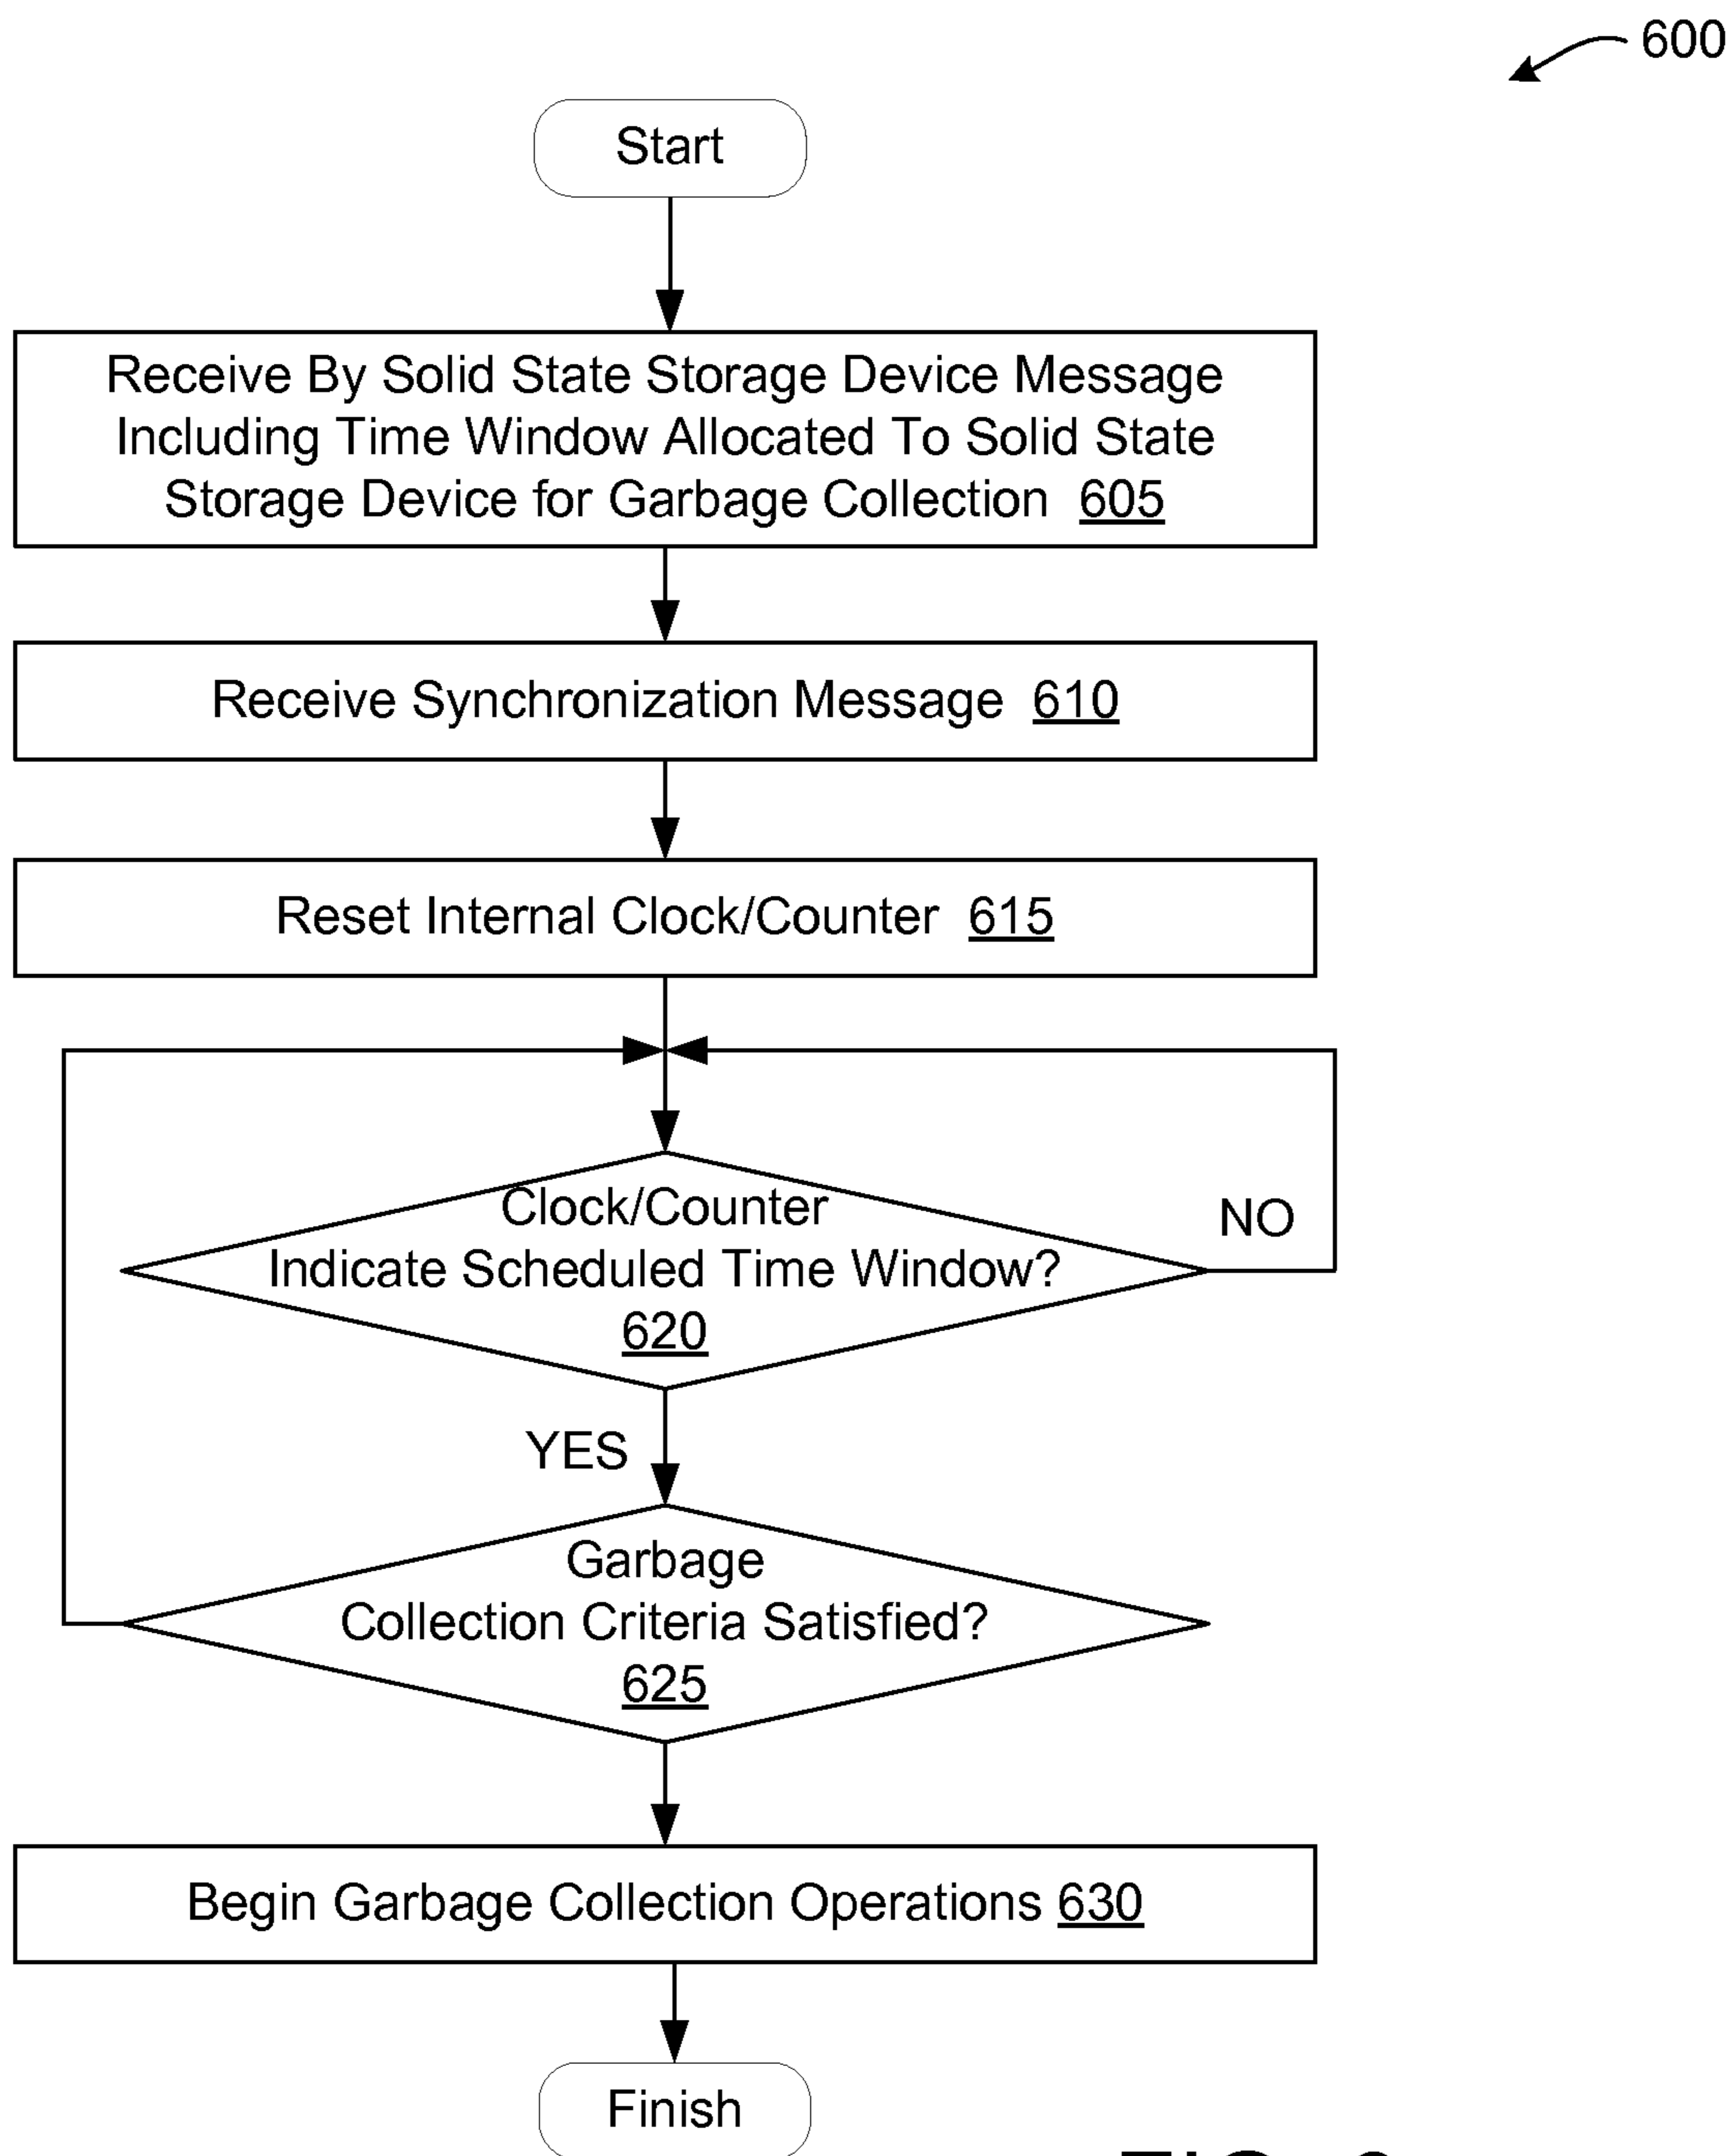 600
Start
Receive By Solid State Storage Device Message
Including Time Window Allocated To Solid State
Storage Device for Garbage Collection 605
Receive Synchronization Message 610
Reset Internal Clock/Counter 615
Clock/Counter
Indicate Scheduled Time Window?
620
NO
YES
Garbage
Collection Criteria Satisfied?
625
Begin Garbage Collection Operations 630
Finish